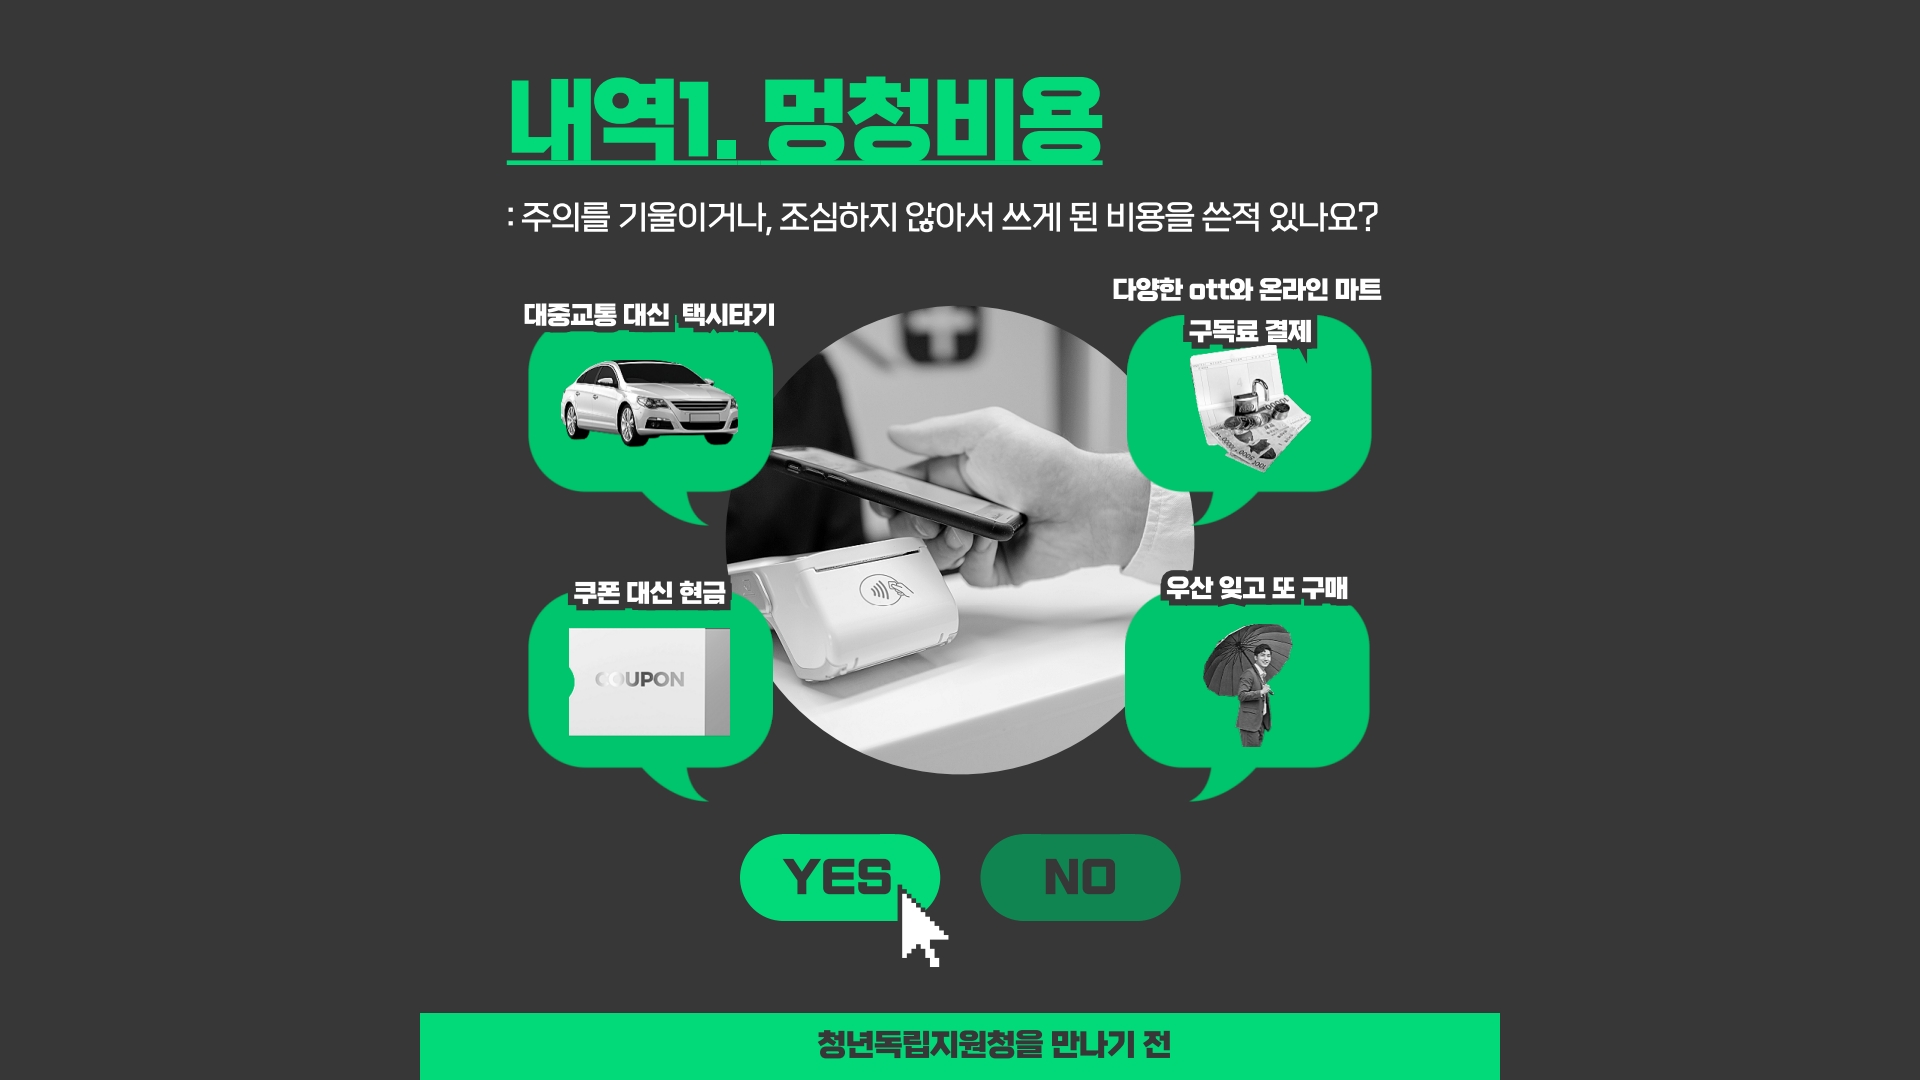 내역1. 멍청비용
: 주의를 기울이거나, 조심하지 않아서 쓰게 된 비용을 쓴적 있나요?
대중교통 대신 택시타기
다양한 ott와 온라인 마트
구독료 결제
쿠폰 대신 현금
COUPON
우산 잊고 또 구매
YES
NO
청년독립지원청을 만나기 전